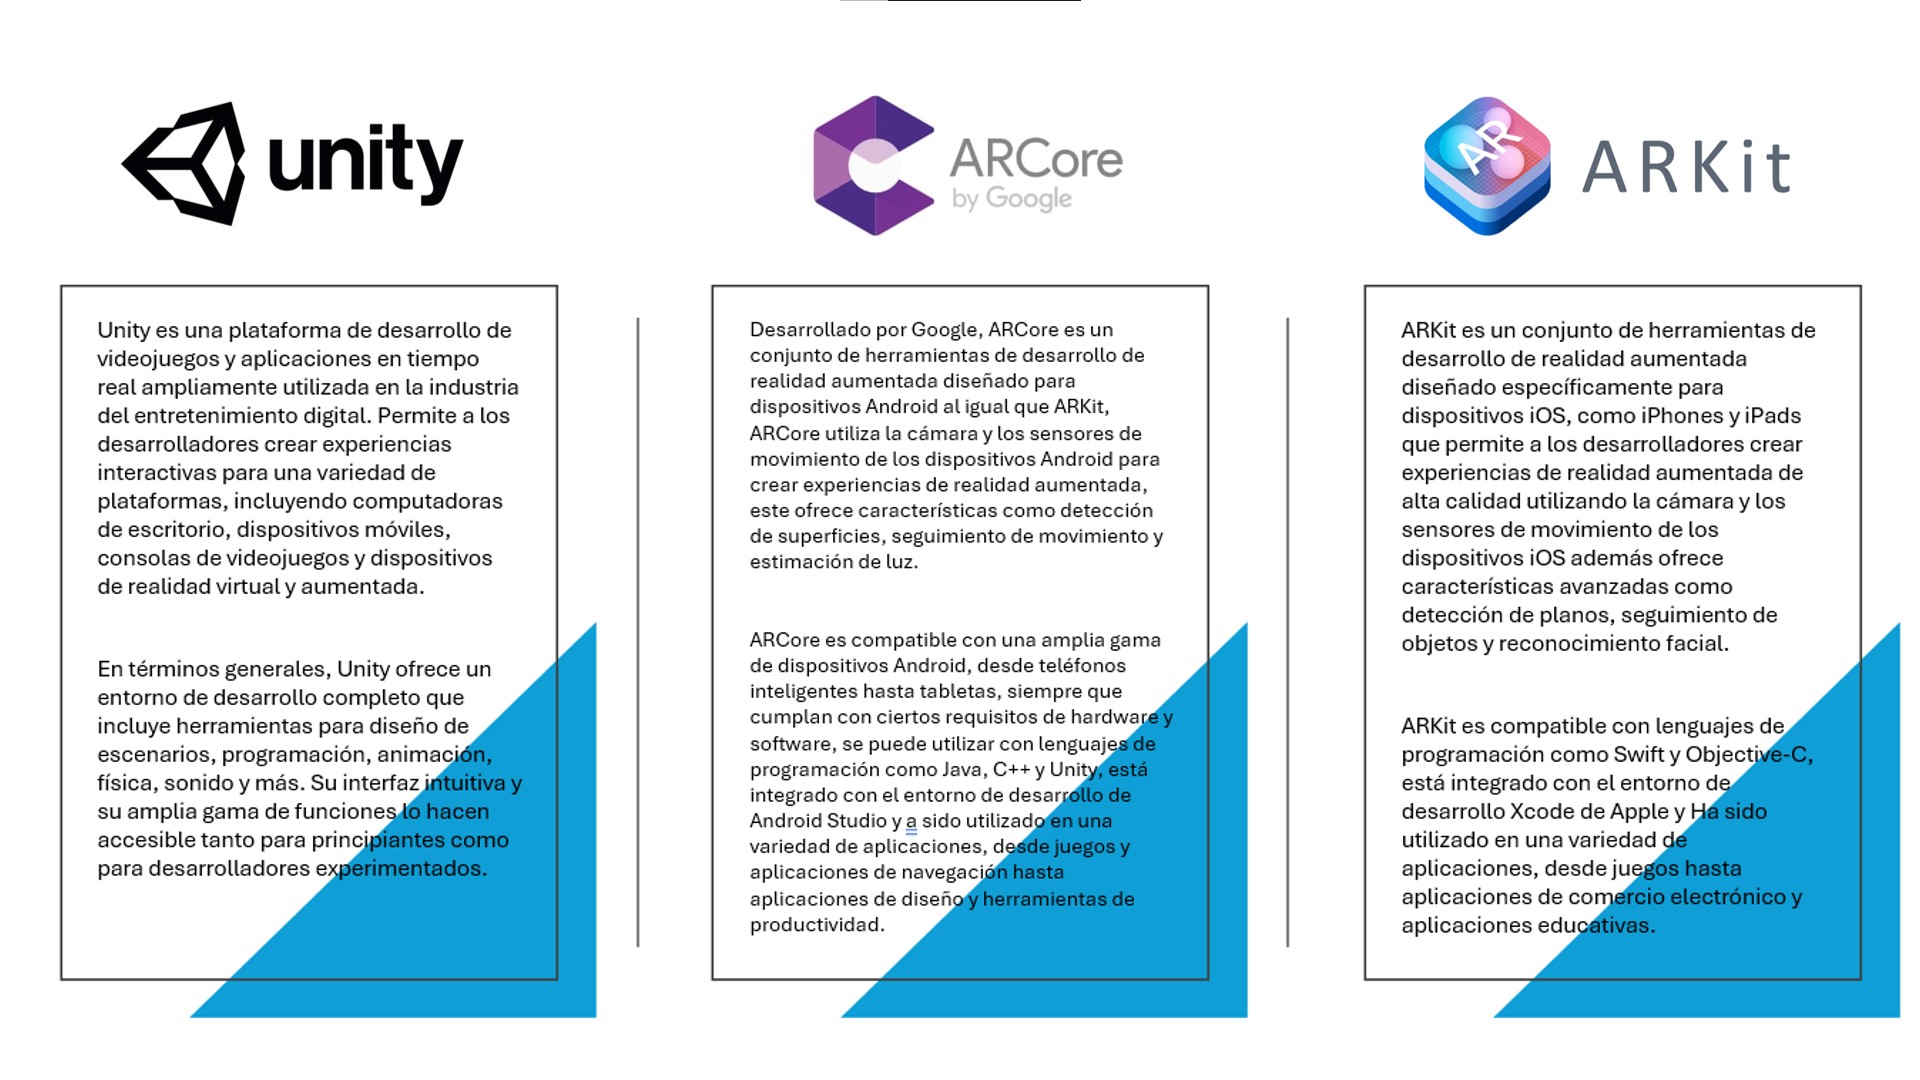 unity
Unity es una plataforma de desarrollo de
videojuegos y aplicaciones en tiempo
real ampliamente utilizada en la industria
del entretenimiento digital. Permite a los
desarrolladores crear experiencias
interactivas para una variedad de
plataformas, incluyendo computadoras
de escritorio, dispositivos móviles,
consolas de videojuegos y dispositivos
de realidad virtual y aumentada.
En términos generales, Unity ofrece un
entorno de desarrollo completo que
incluye herramientas para diseño de
escenarios, programación, animación,
física, sonido y más. Su interfaz intuitiva y
su amplia gama de funciones lo hacen
accesible tanto para principiantes como
para desarrolladores experimentados.
ARCore
by Google
Desarrollado por Google, ARCore es un
conjunto de herramientas de desarrollo de
realidad aumentada diseñado para
dispositivos Android al igual que ARKit,
ARCore utiliza la cámara y los sensores de
movimiento de los dispositivos Android para
crear experiencias de realidad aumentada,
este ofrece características como detección
de superficies, seguimiento de movimiento y
estimación de luz.
ARCore es compatible con una amplia gama
de dispositivos Android, desde teléfonos
inteligentes hasta tabletas, siempre que
cumplan con ciertos requisitos de hardware y
software, se puede utilizar con lenguajes de
programación como Java, C++ y Unity, está
integrado con el entorno de desarrollo de
Android Studio y a sido utilizado en una
variedad de aplicaciones, desde juegos y
aplicaciones de navegación hasta
aplicaciones de diseño y herramientas de
productividad.
AR
ARKit
ARKit es un conjunto de herramientas de
desarrollo de realidad aumentada
diseñado específicamente para
dispositivos iOS, como iPhones y iPads
que permite a los desarrolladores crear
experiencias de realidad aumentada de
alta calidad utilizando la cámara y los
sensores de movimiento de los
dispositivos iOS además ofrece
características avanzadas como
detección de planos, seguimiento de
objetos y reconocimiento facial.
ARKit es compatible con lenguajes de
programación como Swift y Objective-C,
está integrado con el entorno de
desarrollo Xcode de Apple y Ha sido
utilizado en una variedad de
aplicaciones, desde juegos hasta
aplicaciones de comercio electrónico y
aplicaciones educativas.